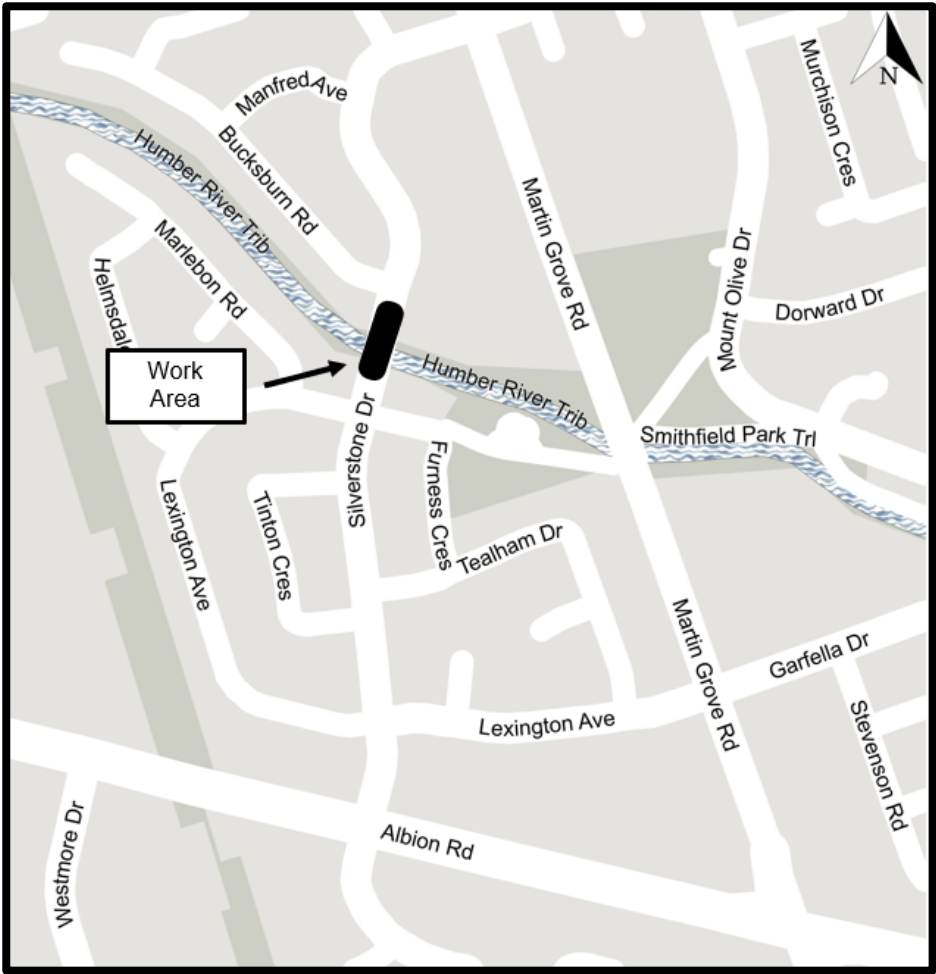 Murchison Cres
N
Manfred Ave
Bucksburn Rd
Humber River Trib
Martin Grove Rd
Marlebon Rd
Mount Olive Dr
Helmsdal
Dorward Dr
Work
Area
Humber River Trib
Silverstone Dr
Smithfield Park Trl
Furness Cres
Lexington Ave
Tinton Cres
Tealham Dr
Martin Grove Rd
Garfella Dr
Lexington Ave
Stevenson Rd
Westmore Dr
Albion Rd